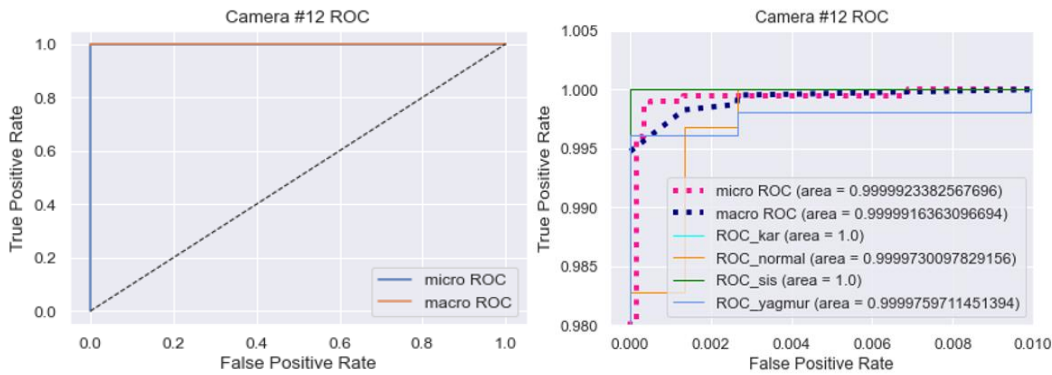 Camera #12 ROC
1.0
0.8
0.6
0.4
0.2
0.0
True Positive Rate
0.0 0.2 0.4 0.6 0.8 1.0
False Positive Rate
micro ROC
macro ROC
Camera #12 ROC
1.005
1.000
0.995
0.990
0.985
0.980
True Positive Rate
0.000 0.002 0.004 0.006 0.008 0.010
False Positive Rate
micro ROC (area = 0.9999923382567696)
macro ROC (area = 0.9999916363096694)
ROC_kar (area = 1.0)
ROC_normal (area = 0.9999730097829156)
ROC_sis (area = 1.0)
ROC_yagmur (area = 0.9999759711451394)